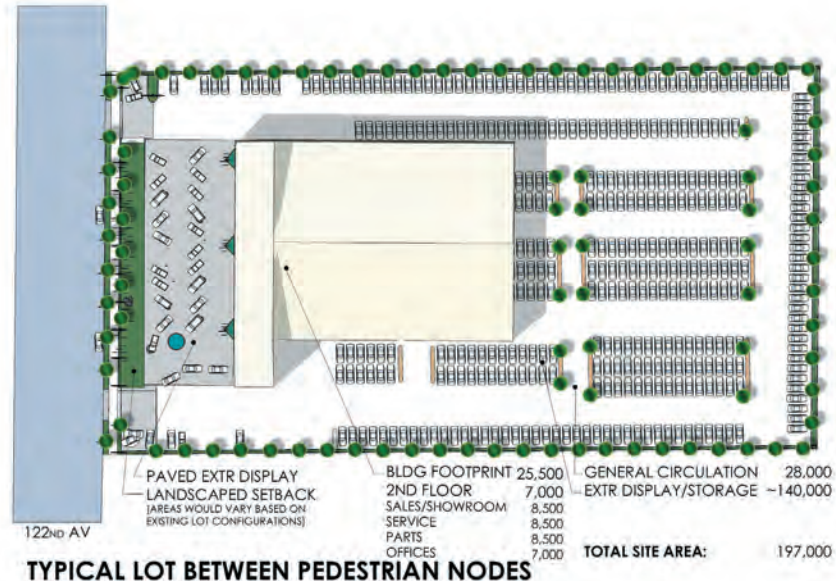 PAVED EXTR DISPLAY
LANDSCAPED SETBACK
[AREAS WOULD VARY BASED ON
EXISTING LOT CONFIGURATIONS]
122ND AV
BLDG FOOTPRINT 25,500
2ND FLOOR 7,000
SALES/SHOWROOM 8,500
SERVICE 8,500
PARTS 8,500
OFFICES 7,000
GENERAL CIRCULATION 28,000
EXTR DISPLAY/STORAGE ~140,000
TOTAL SITE AREA: 197,000
TYPICAL LOT BETWEEN PEDESTRIAN NODES